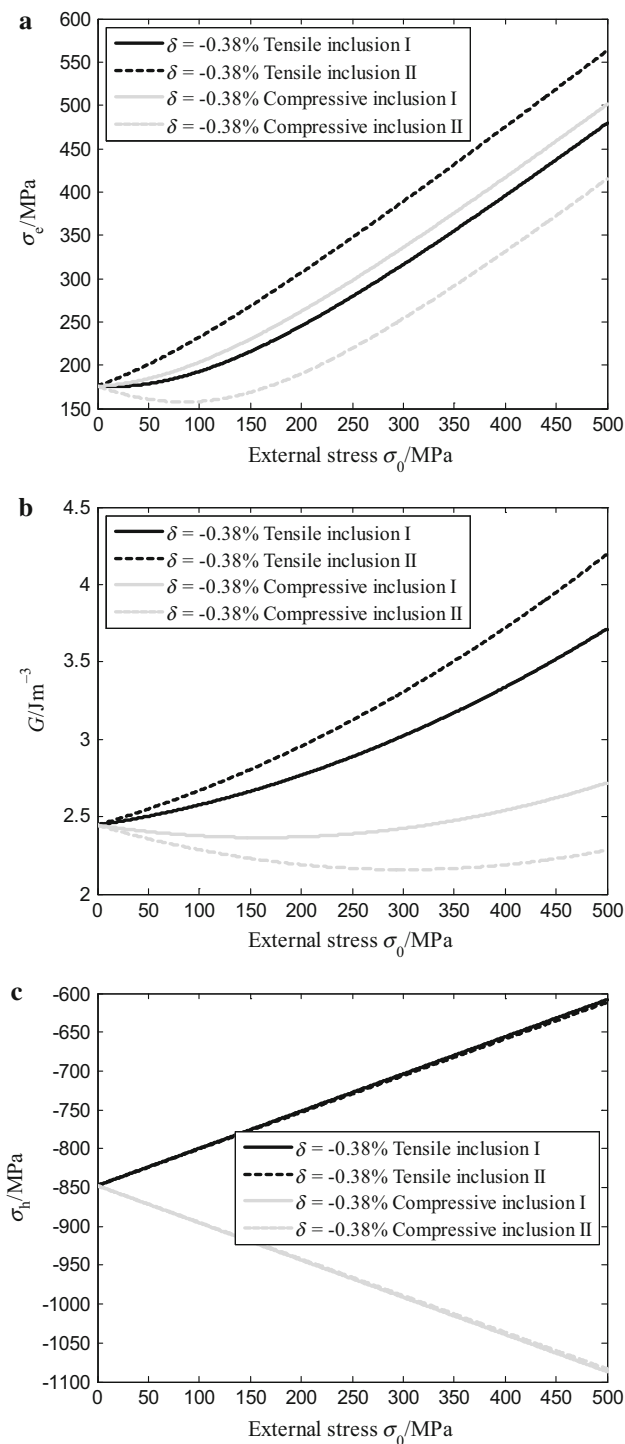 a
600
550
500
450
400
350
300
250
200
150
σe/MPa
δ = -0.38% Tensile inclusion I
δ = -0.38% Tensile inclusion II
δ = -0.38% Compressive inclusion I
δ = -0.38% Compressive inclusion II
0 50 100 150 200 250 300 350 400 450 500
External stress σ0/MPa
b
4.5
4
3.5
3
2.5
2
G/Jm−3
δ = -0.38% Tensile inclusion I
δ = -0.38% Tensile inclusion II
δ = -0.38% Compressive inclusion I
δ = -0.38% Compressive inclusion II
0 50 100 150 200 250 300 350 400 450 500
External stress σ0/MPa
c
-600
-650
-700
-750
-800
-850
-900
-950
-1000
-1050
-1100
σh/MPa
δ = -0.38% Tensile inclusion I
δ = -0.38% Tensile inclusion II
δ = -0.38% Compressive inclusion I
δ = -0.38% Compressive inclusion II
0 50 100 150 200 250 300 350 400 450 500
External stress σ0/MPa